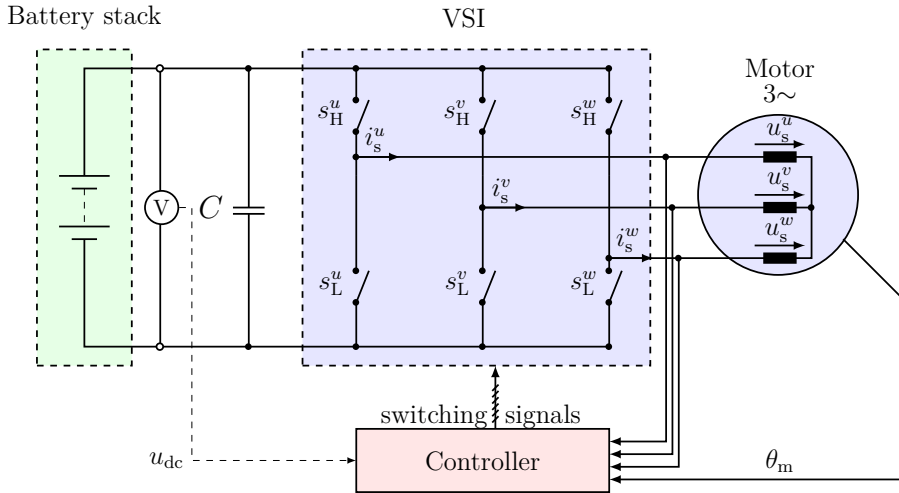 Battery stack
VSI
Motor
3∼
s_H^u
s_H^v
s_H^w
i_s^u
u_s^u
i_s^v
u_s^v
V
C
i_s^w
u_s^w
s_L^u
s_L^v
s_L^w
switching signals
u_dc
Controller
θ_m